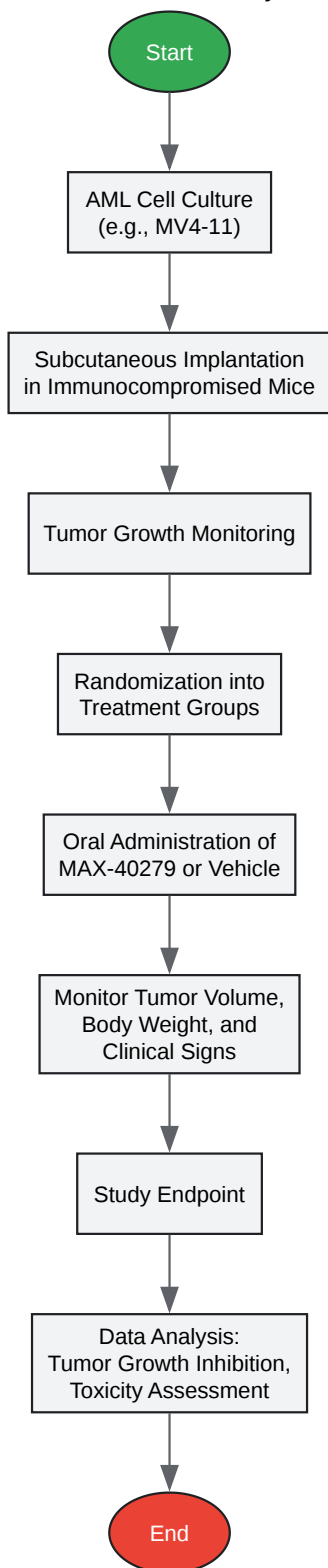 Start
AML Cell Culture
(e.g., MV4-11)
Subcutaneous Implantation
in Immunocompromised Mice
Tumor Growth Monitoring
Randomization into
Treatment Groups
Oral Administration of
MAX-40279 or Vehicle
Monitor Tumor Volume,
Body Weight, and
Clinical Signs
Study Endpoint
Data Analysis:
Tumor Growth Inhibition,
Toxicity Assessment
End